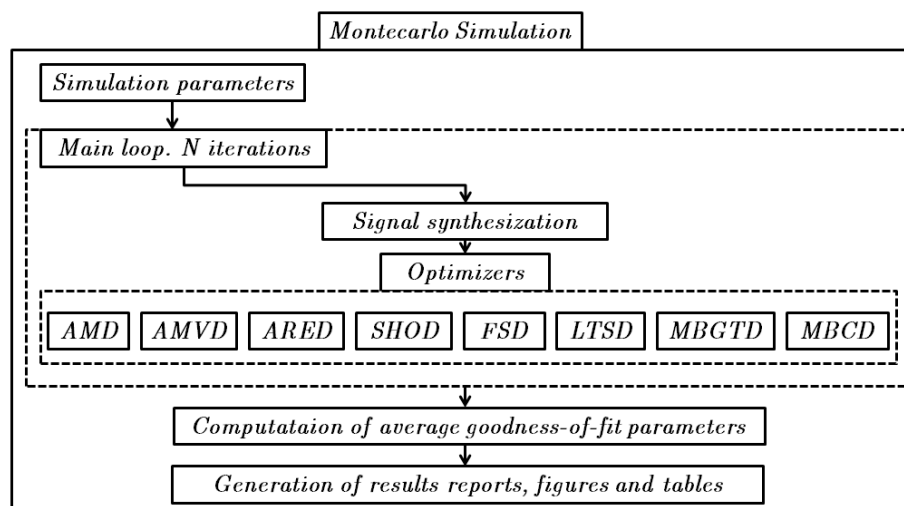 Montecarlo Simulation
Simulation parameters
Main loop. N iterations
Signal synthesization
Optimizers
AMD AMVD ARED SHOD FSD LTSD MBGTD MBCD
Computataion of average goodness-of-fit parameters
Generation of results reports, figures and tables